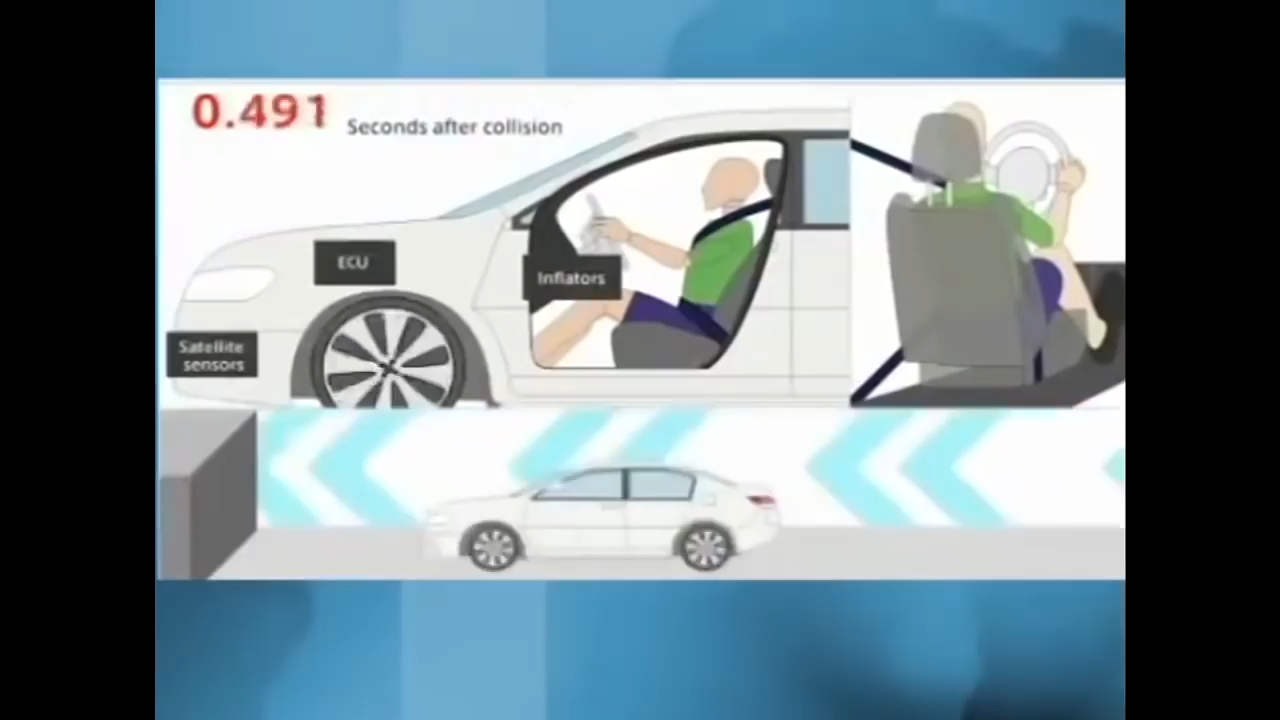 0.491
Seconds after collision
ECU
Inflators
Satellite
sensors